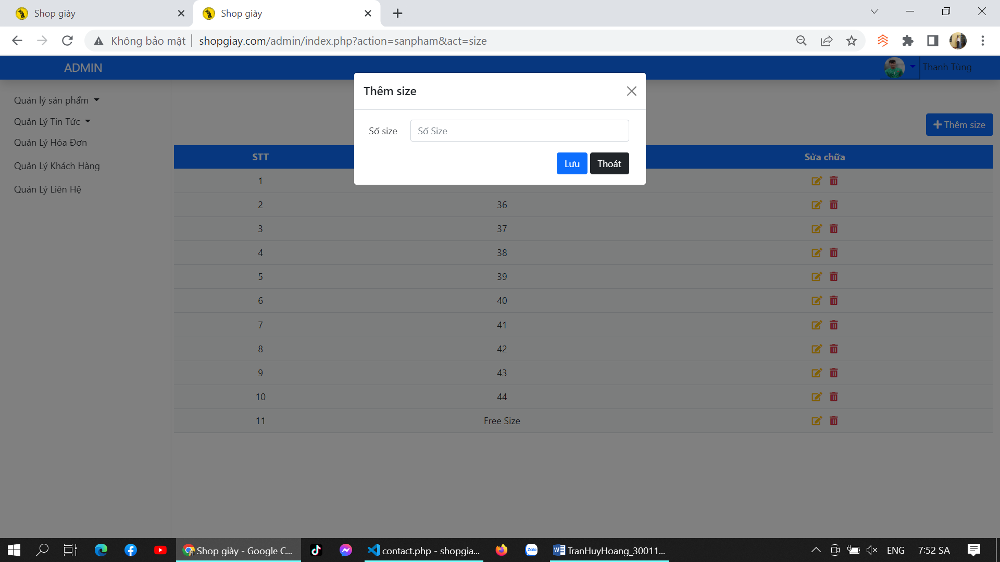 Shop giày
Shop giày
Không bảo mật
shopgiay.com/admin/index.php?action=sanpham&act=size
ADMIN
Thanh Tùng
Quản lý sản phẩm
Quản Lý Tin Tức
Quản Lý Hóa Đơn
Quản Lý Khách Hàng
Quản Lý Liên Hệ
Thêm size
Số size
Số Size
Lưu
Thoát
Thêm size
STT
Sửa chữa
1
2
36
3
37
4
38
5
39
6
40
7
41
8
42
9
43
10
44
11
Free Size
Shop giày - Google C...
contact.php - shopgia...
Zalo
TranHuyHoang_30011...
ENG
7:52 SA